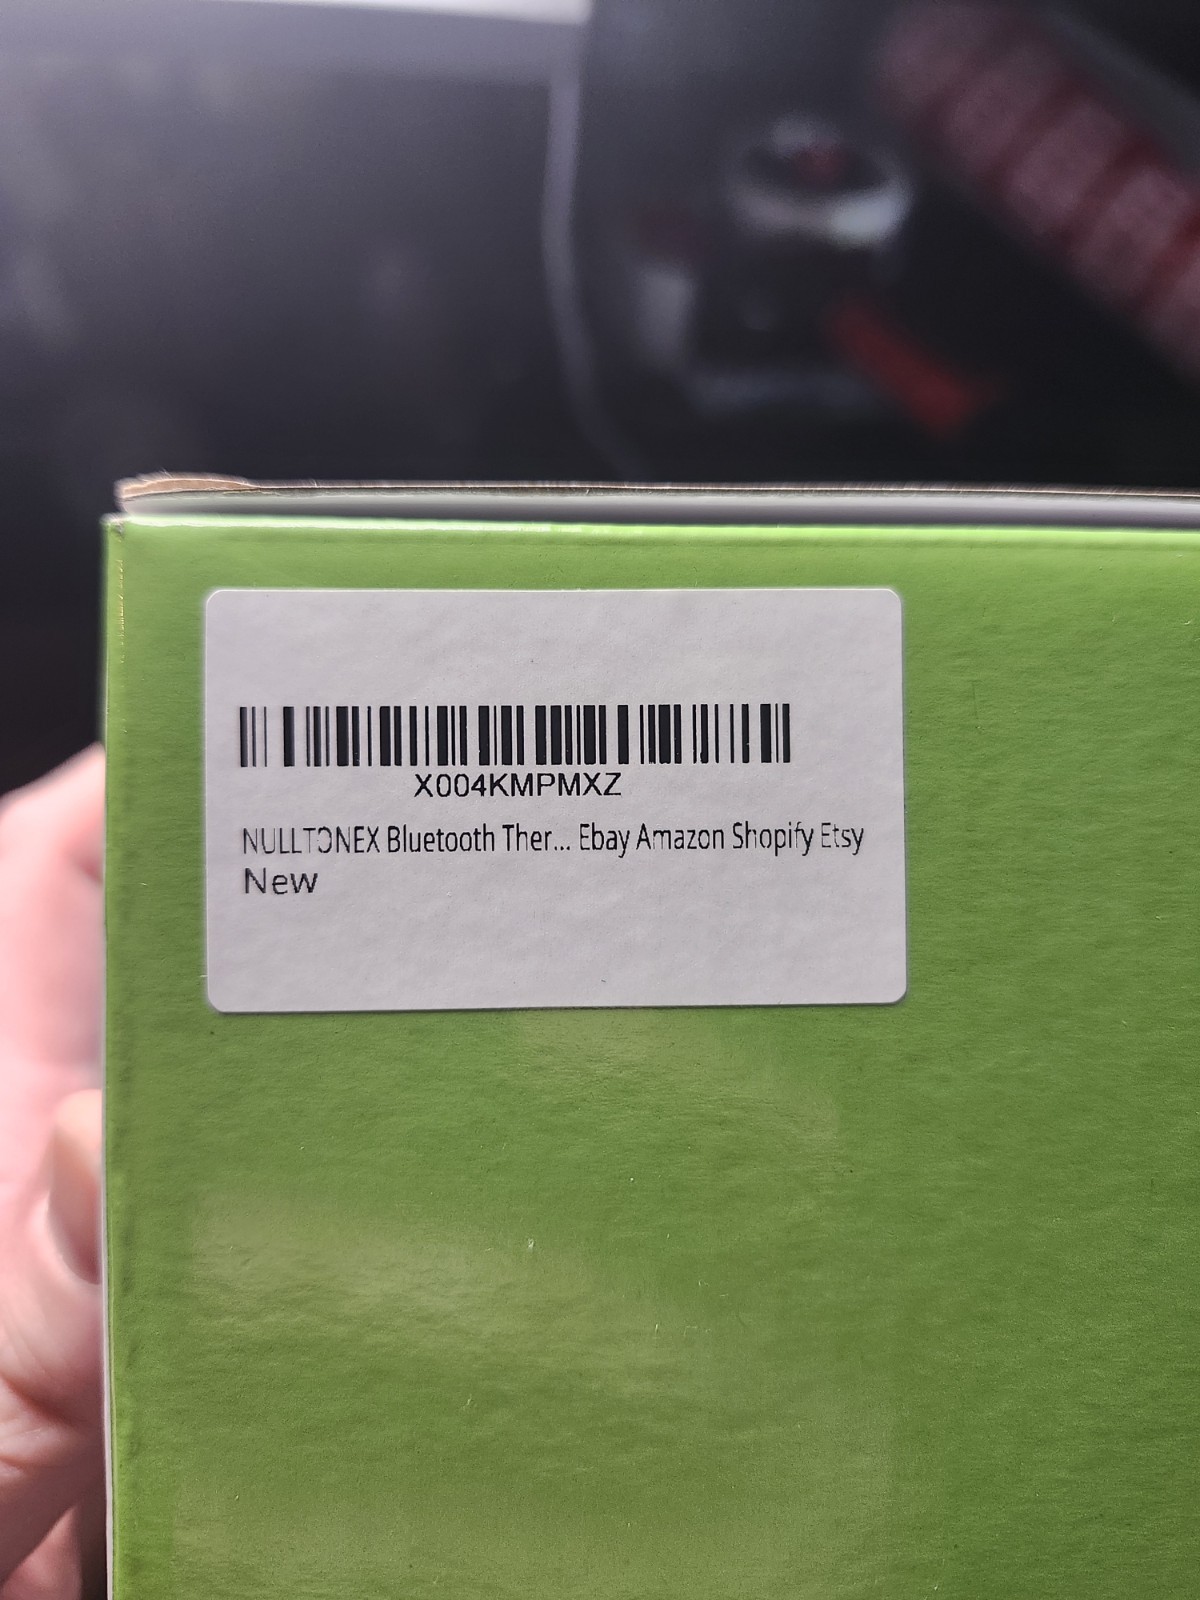 X004KMPMXZ
NULLTONEX Bluetooth Ther... Ebay Amazon Shopify Etsy
New